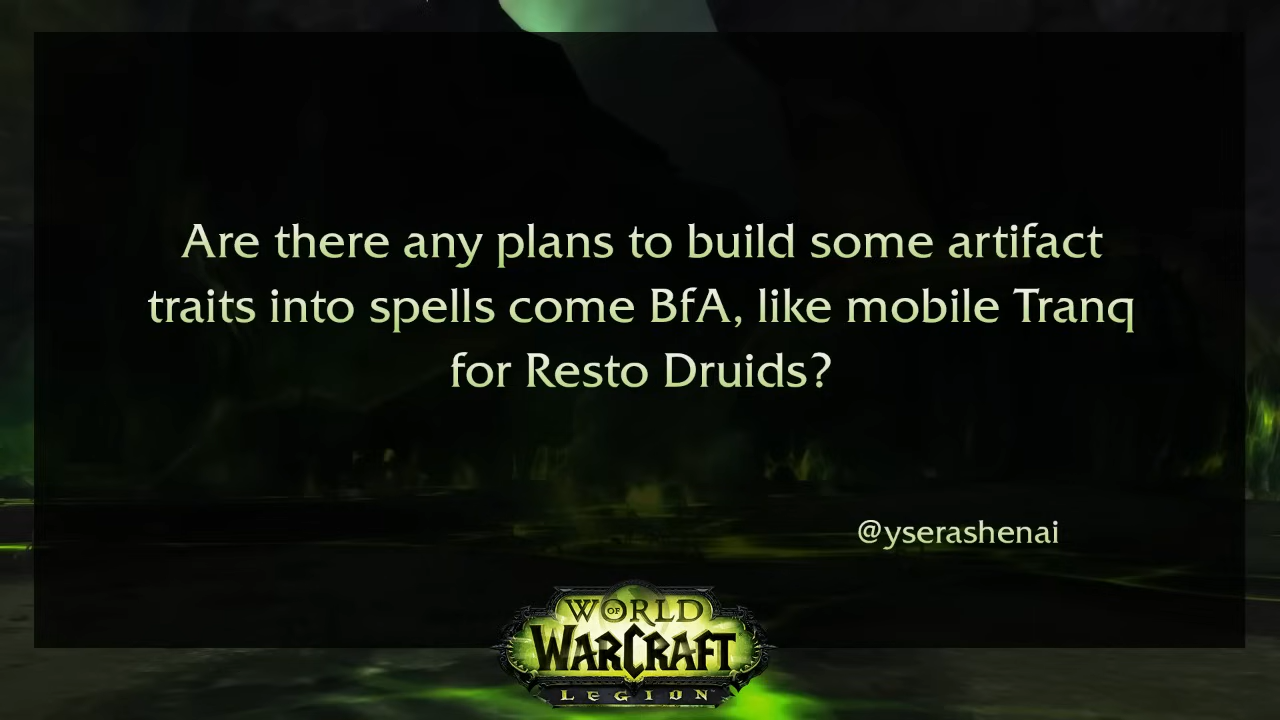 Are there any plans to build some artifact
traits into spells come BfA, like mobile Tranq
for Resto Druids?
@yserashenai
WORLD
OF
WARCRAFT
LEGION